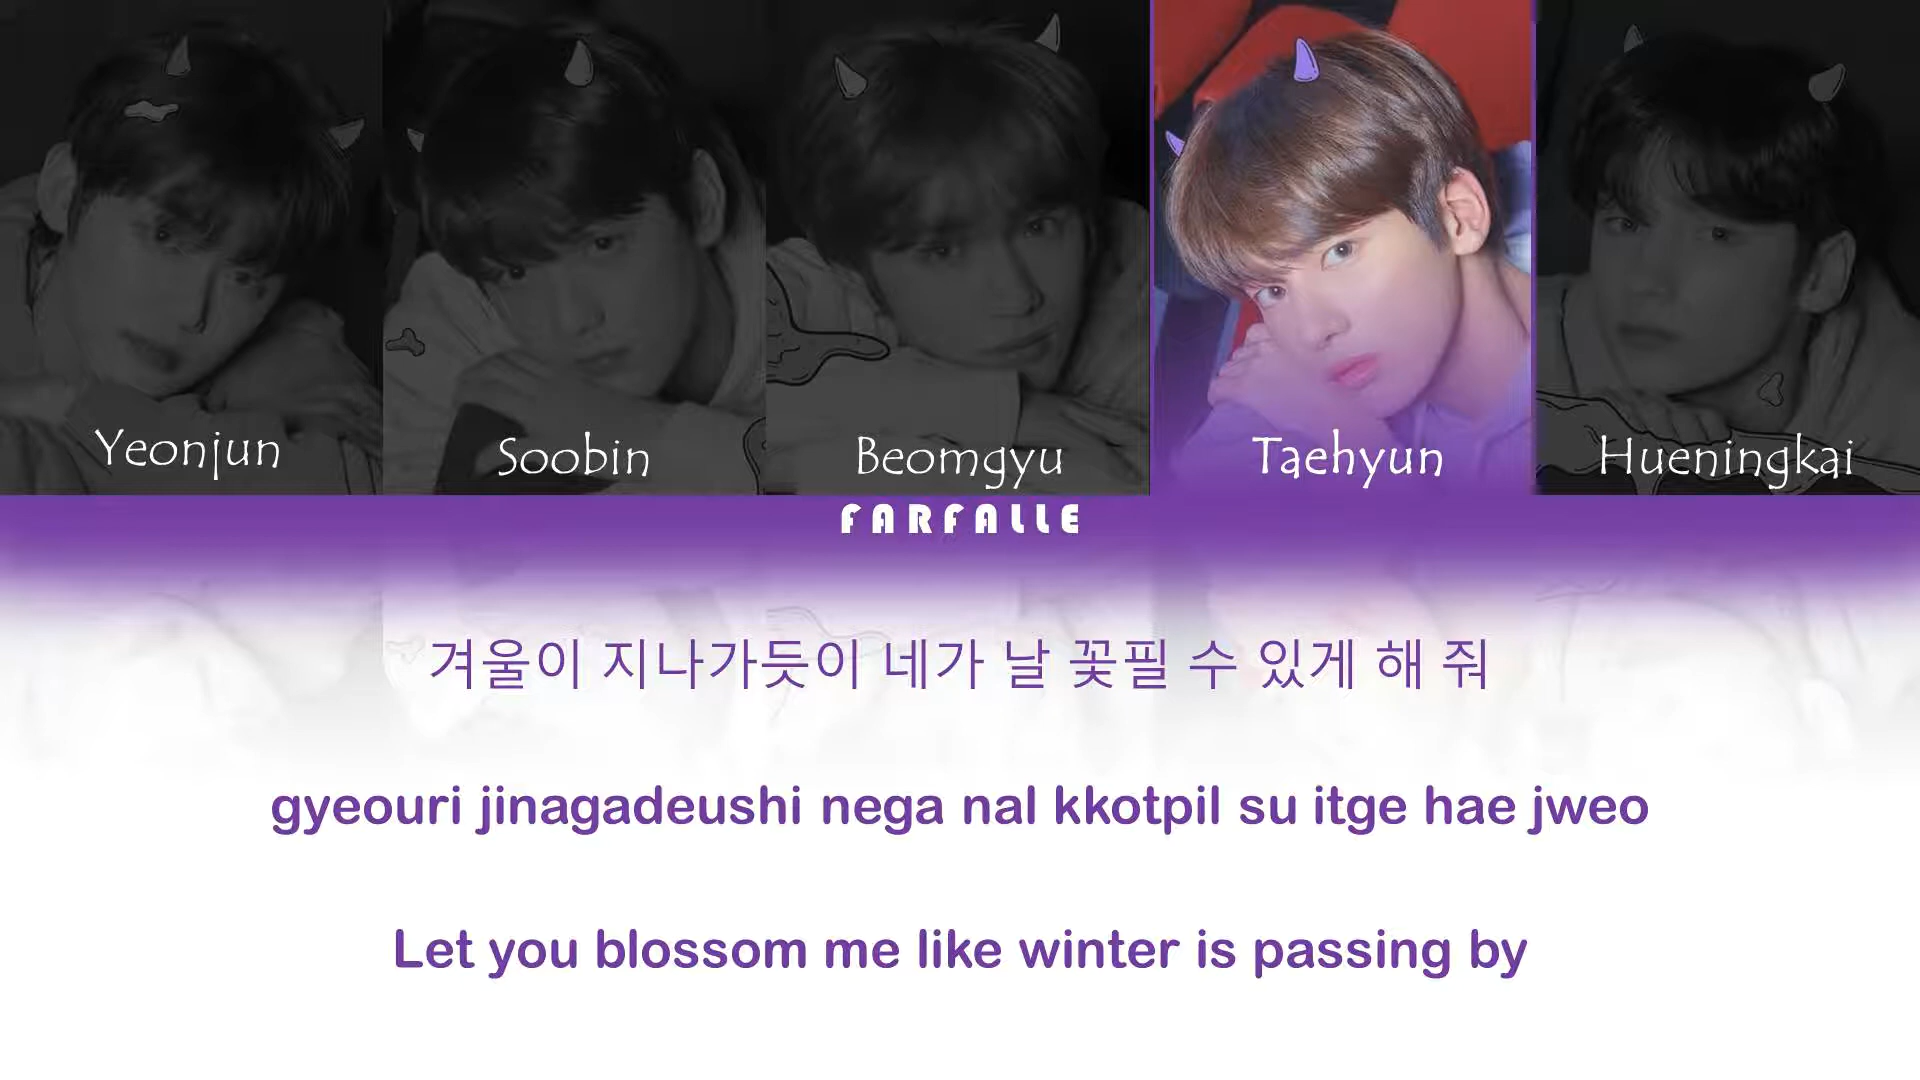 Yeonjun
Soobin
Beomgyu
Taehyun
Hueningkai
FARFALLE
겨울이 지나가듯이 네가 날 꽃필 수 있게 해 줘
gyeouri jinagadeushi nega nal kkotpil su itge hae jweo
Let you blossom me like winter is passing by